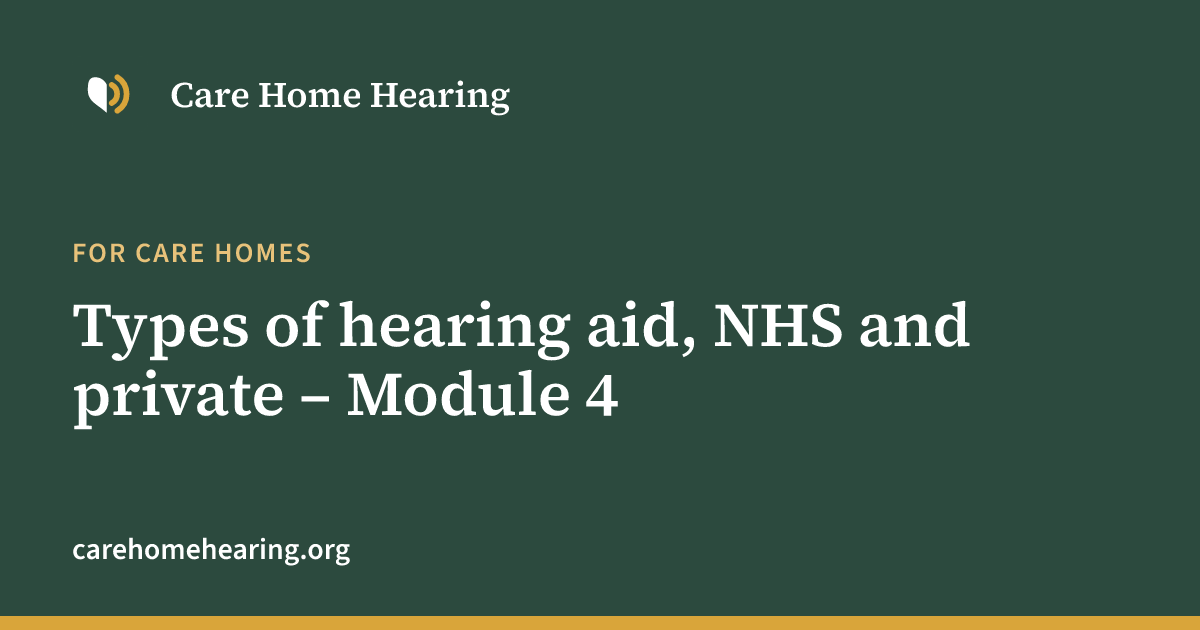 Care Home Hearing
FOR CARE HOMES
Types of hearing aid, NHS and
private – Module 4
carehomehearing.org